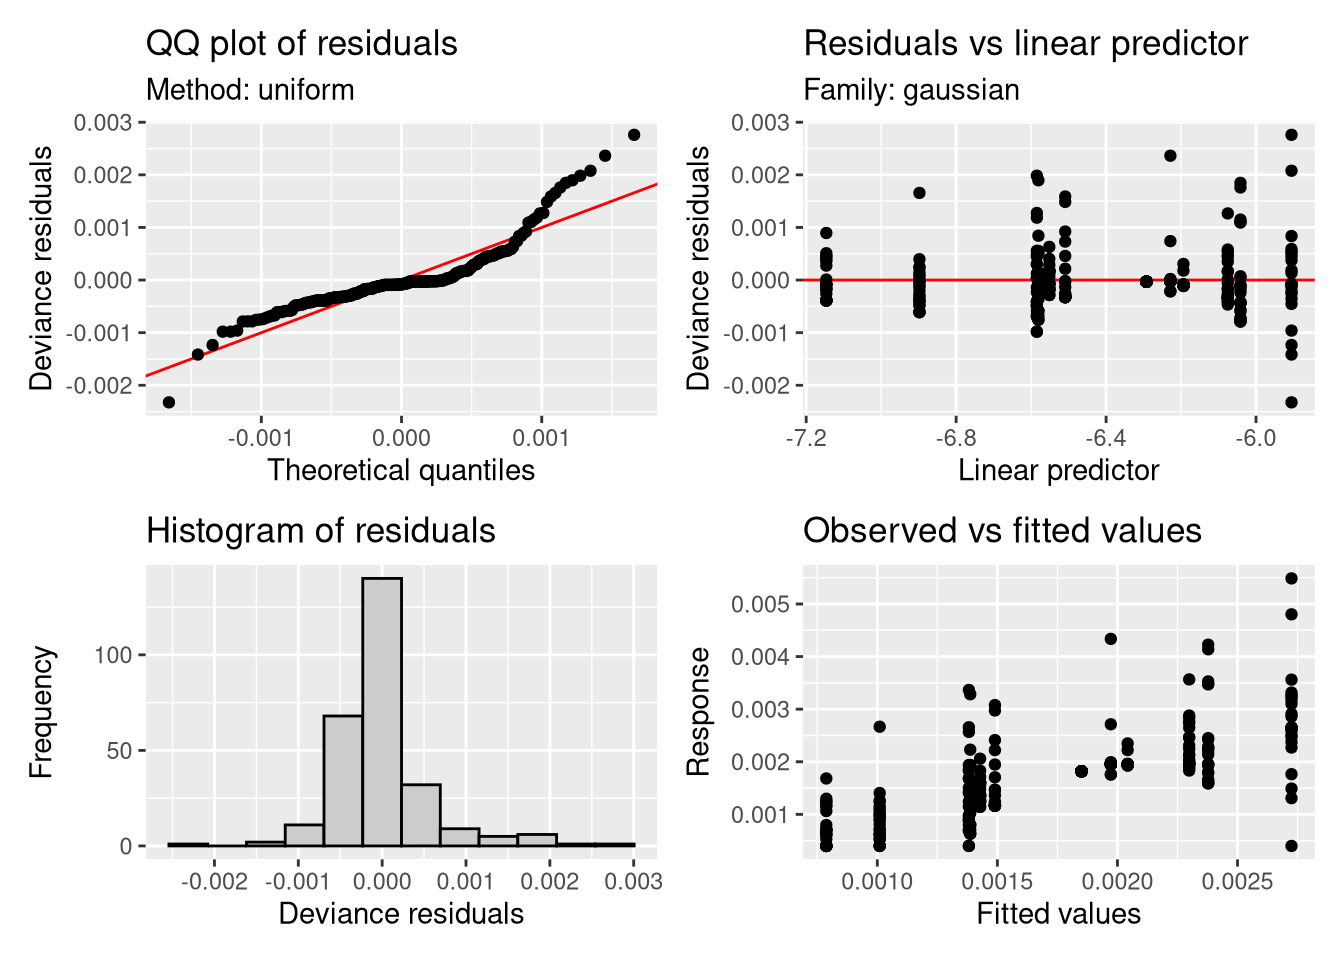 QQ plot of residuals
Method: uniform
Deviance residuals
0.003
0.002
0.001
0.000
-0.001
-0.002
-0.001 0.000 0.001
Theoretical quantiles
Residuals vs linear predictor
Family: gaussian
Deviance residuals
0.003
0.002
0.001
0.000
-0.001
-0.002
-7.2 -6.8 -6.4 -6.0
Linear predictor
Histogram of residuals
Frequency
100
50
0
-0.002 -0.001 0.000 0.001 0.002 0.003
Deviance residuals
Observed vs fitted values
Response
0.005
0.004
0.003
0.002
0.001
0.0010 0.0015 0.0020 0.0025
Fitted values